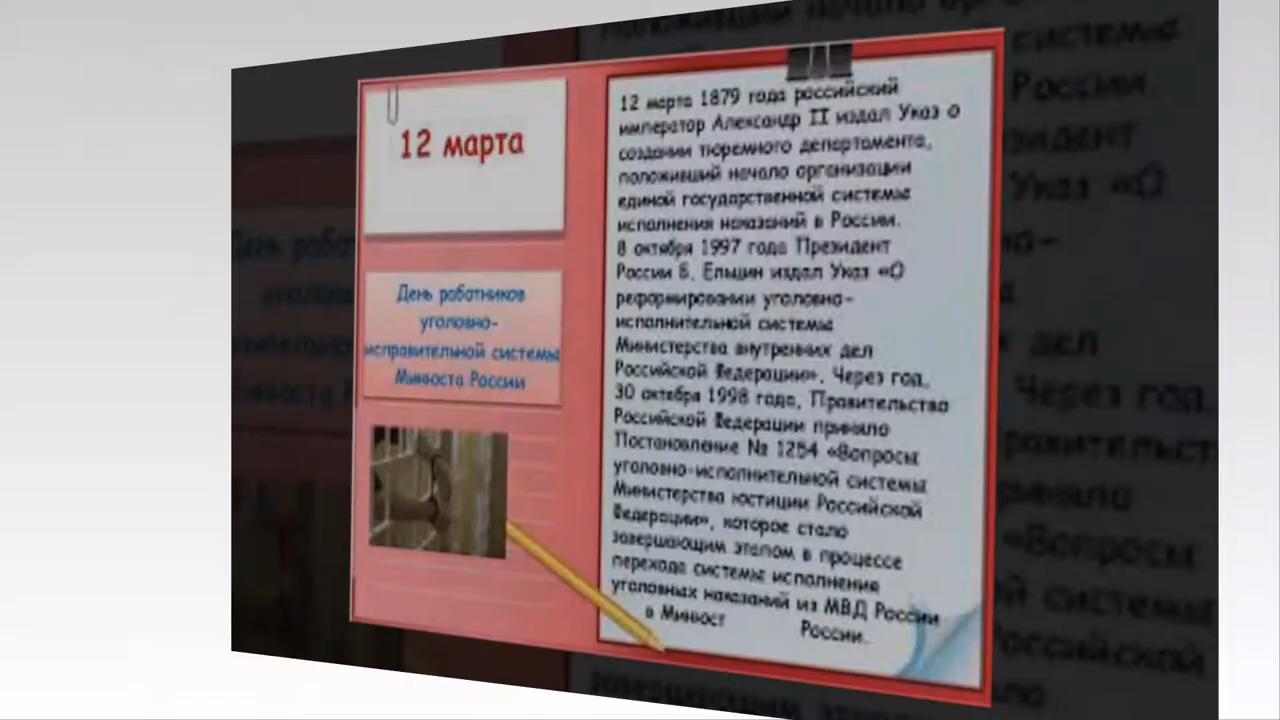 12 марта
День работников
уголовно-
исправительной системы
Минюста России
12 марта 1879 года российский
император Александр II издал Указ о
создании тюремного департамента,
положивший начало организации
единой государственной системы
исполнения наказаний в России.
8 октября 1997 года Президент
России Б. Ельцин издал Указ «О
реформировании уголовно-
исполнительной системы
Министерства внутренних дел
Российской Федерации». Через год,
30 октября 1998 года, Правительство
Российской Федерации приняло
Постановление № 1254 «Вопросы
уголовно-исполнительной системы
Министерства юстиции Российской
Федерации», которое стало
завершающим этапом в процессе
перехода системы исполнения
уголовных наказаний из МВД России
в Минюст России.